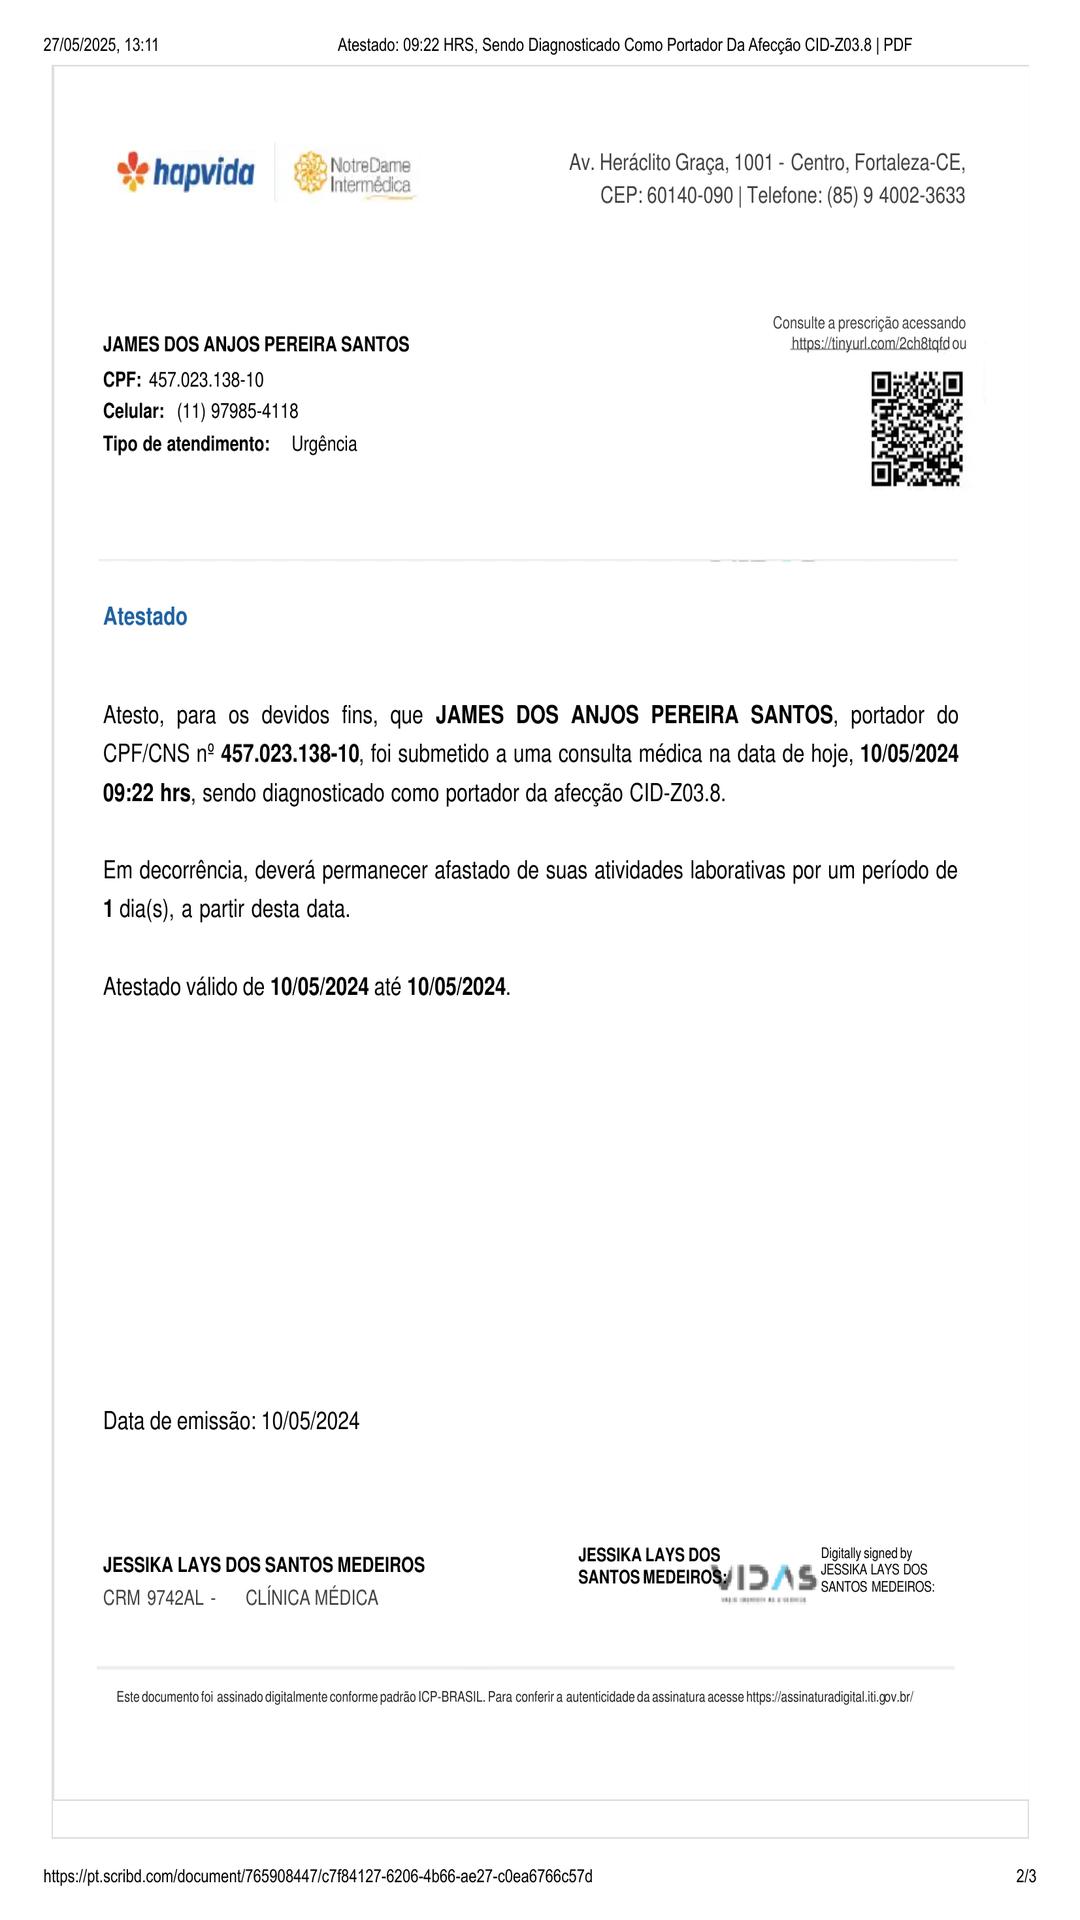 27/05/2025, 13:11 Atestado: 09:22 HRS, Sendo Diagnosticado Como Portador Da Afecção CID-Z03.8 | PDF
hapvida
NotreDame
Intermédica
Av. Heráclito Graça, 1001 - Centro, Fortaleza-CE,
CEP: 60140-090 | Telefone: (85) 9 4002-3633
Consulte a prescrição acessando
https://tinyurl.com/2ch8tqfd ou
JAMES DOS ANJOS PEREIRA SANTOS
CPF: 457.023.138-10
Celular: (11) 97985-4118
Tipo de atendimento: Urgência
Atestado
Atesto, para os devidos fins, que JAMES DOS ANJOS PEREIRA SANTOS, portador do
CPF/CNS nº 457.023.138-10, foi submetido a uma consulta médica na data de hoje, 10/05/2024
09:22 hrs, sendo diagnosticado como portador da afecção CID-Z03.8.
Em decorrência, deverá permanecer afastado de suas atividades laborativas por um período de
1 dia(s), a partir desta data.
Atestado válido de 10/05/2024 até 10/05/2024.
Data de emissão: 10/05/2024
JESSIKA LAYS DOS SANTOS MEDEIROS
CRM 9742AL - CLÍNICA MÉDICA
JESSIKA LAYS DOS
SANTOS MEDEIROS:
VIDAS
Digitally signed by
JESSIKA LAYS DOS
SANTOS MEDEIROS:
Este documento foi assinado digitalmente conforme padrão ICP-BRASIL. Para conferir a autenticidade da assinatura acesse https://assinaturadigital.iti.gov.br/
https://pt.scribd.com/document/765908447/c7f84127-6206-4b66-ae27-c0ea6766c57d 2/3